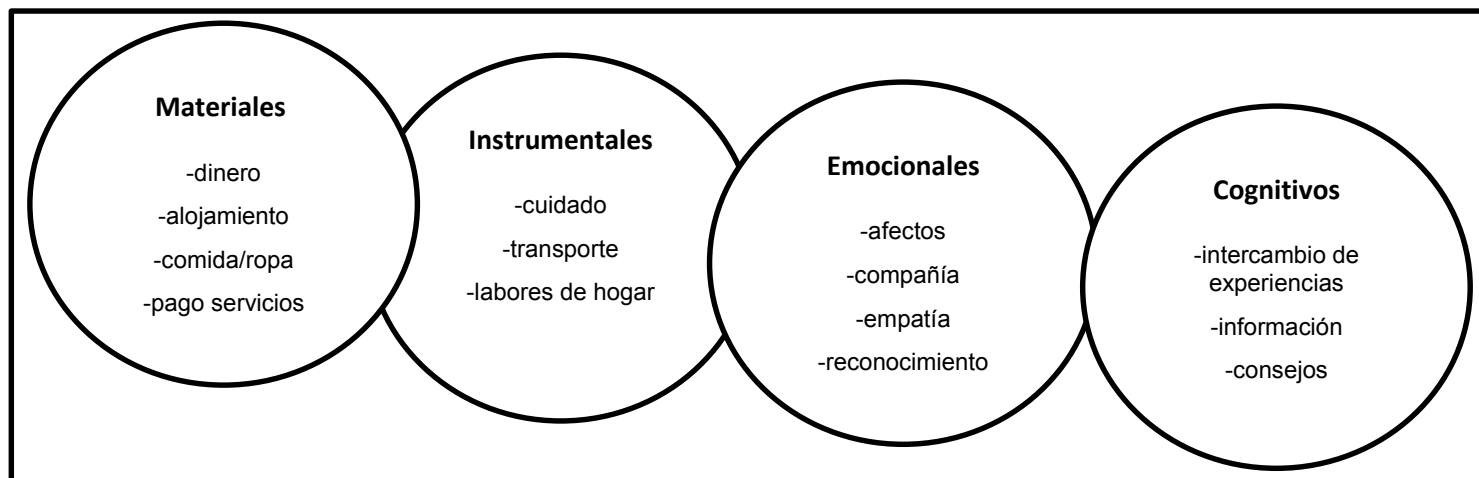 Materiales
-dinero
-alojamiento
-comida/ropa
-pago servicios
Instrumentales
-cuidado
-transporte
-labores de hogar
Emocionales
-afectos
-compañía
-empatía
-reconocimiento
Cognitivos
-intercambio de
experiencias
-información
-consejos